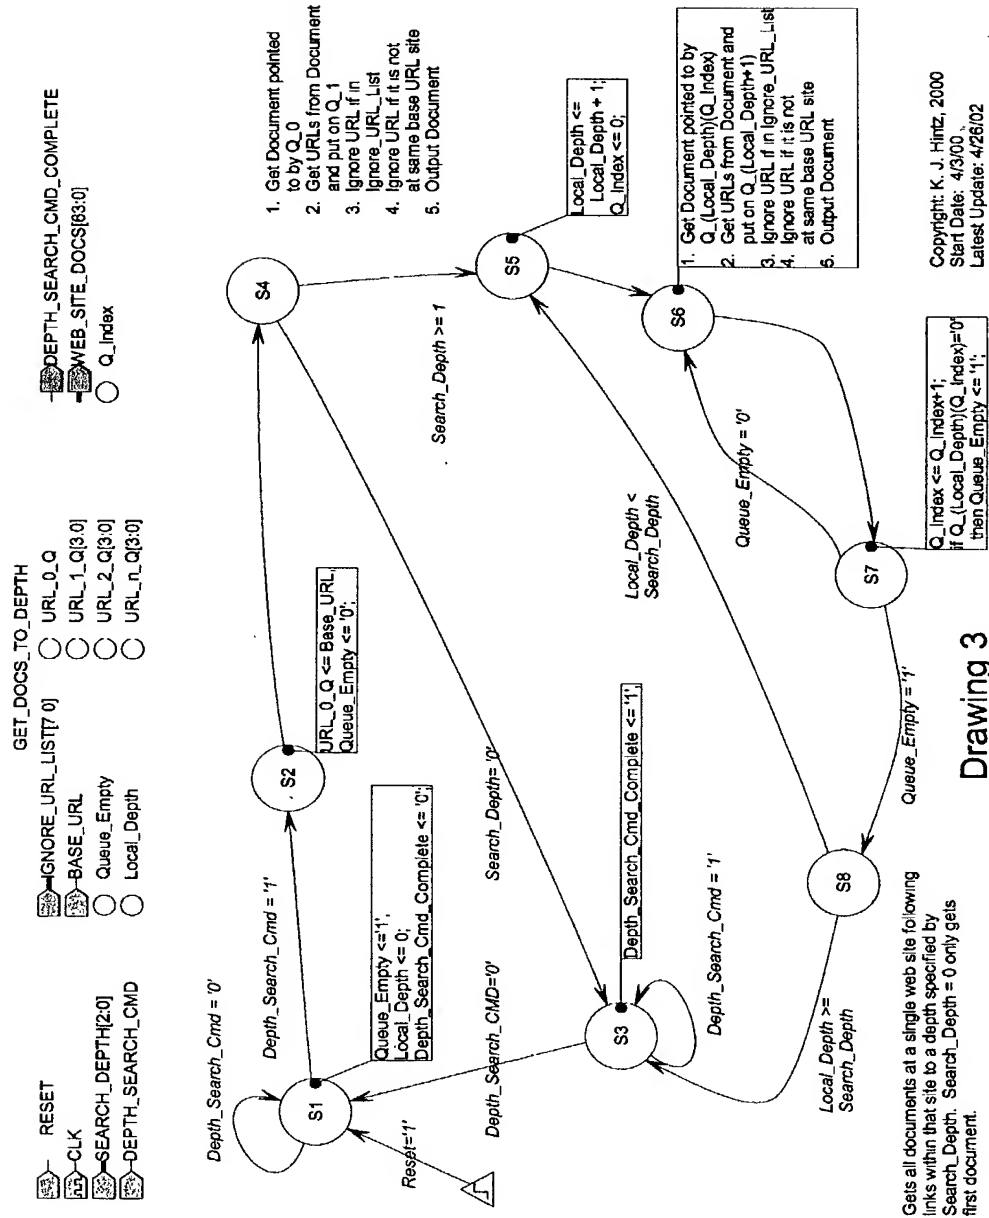 GET_DOCS_TO_DEPTH
RESET
CLK
SEARCH_DEPTH[2:0]
DEPTH_SEARCH_CMD
IGNORE_URL_LIST[7 0]
BASE_URL
Queue_Empty
Local_Depth
URL_0_Q
URL_1_Q[3.0]
URL_2_Q[3:0]
URL_n_Q[3:0]
DEPTH_SEARCH_CMD_COMPLETE
WEB_SITE_DOCS[63:0]
Q_Index
Depth_Search_Cmd = '0'
S1
Reset='1'
Queue_Empty <='1',
Local_Depth <= 0;
Depth_Search_Cmd_Complete <= '0';
Depth_Search_Cmd = '1'
S2
URL_0_Q <= Base_URL,
Queue_Empty <= '0';
S4
1. Get Document pointed
to by Q_0
2. Get URLs from Document
and put on Q_1
3. Ignore URL if in
Ignore_URL_List
4. Ignore URL if it is not
at same base URL site
5. Output Document
Search_Depth= '0'
Search_Depth >= 1
Depth_Search_CMD='0'
S3
Depth_Search_Cmd_Complete <= '1',
Depth_Search_Cmd = '1'
S5
Local_Depth <=
Local_Depth + 1;
Q_Index <= 0;
Local_Depth <
Search_Depth
S6
1. Get Document pointed to by
Q_(Local_Depth)(Q_Index)
2. Get URLs from Document and
put on Q_(Local_Depth+1)
3. Ignore URL if in Ignore_URL_List
4. Ignore URL if it is not
at same base URL site
5. Output Document
Queue_Empty = '0'
S7
Q_Index <= Q_Index+1;
if Q_(Local_Depth)(Q_Index)='0'
then Queue_Empty <= '1';
Queue_Empty = '1'
S8
Local_Depth >=
Search_Depth
Gets all documents at a single web site following
links within that site to a depth specified by
Search_Depth. Search_Depth = 0 only gets
first document.
Drawing 3
Copyright: K. J. Hintz, 2000
Start Date: 4/3/00
Latest Update: 4/26/02